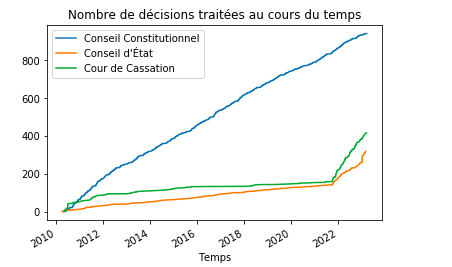 Nombre de décisions traitées au cours du temps
Conseil Constitutionnel
Conseil d'État
Cour de Cassation
800
600
400
200
0
2010 2012 2014 2016 2018 2020 2022
Temps